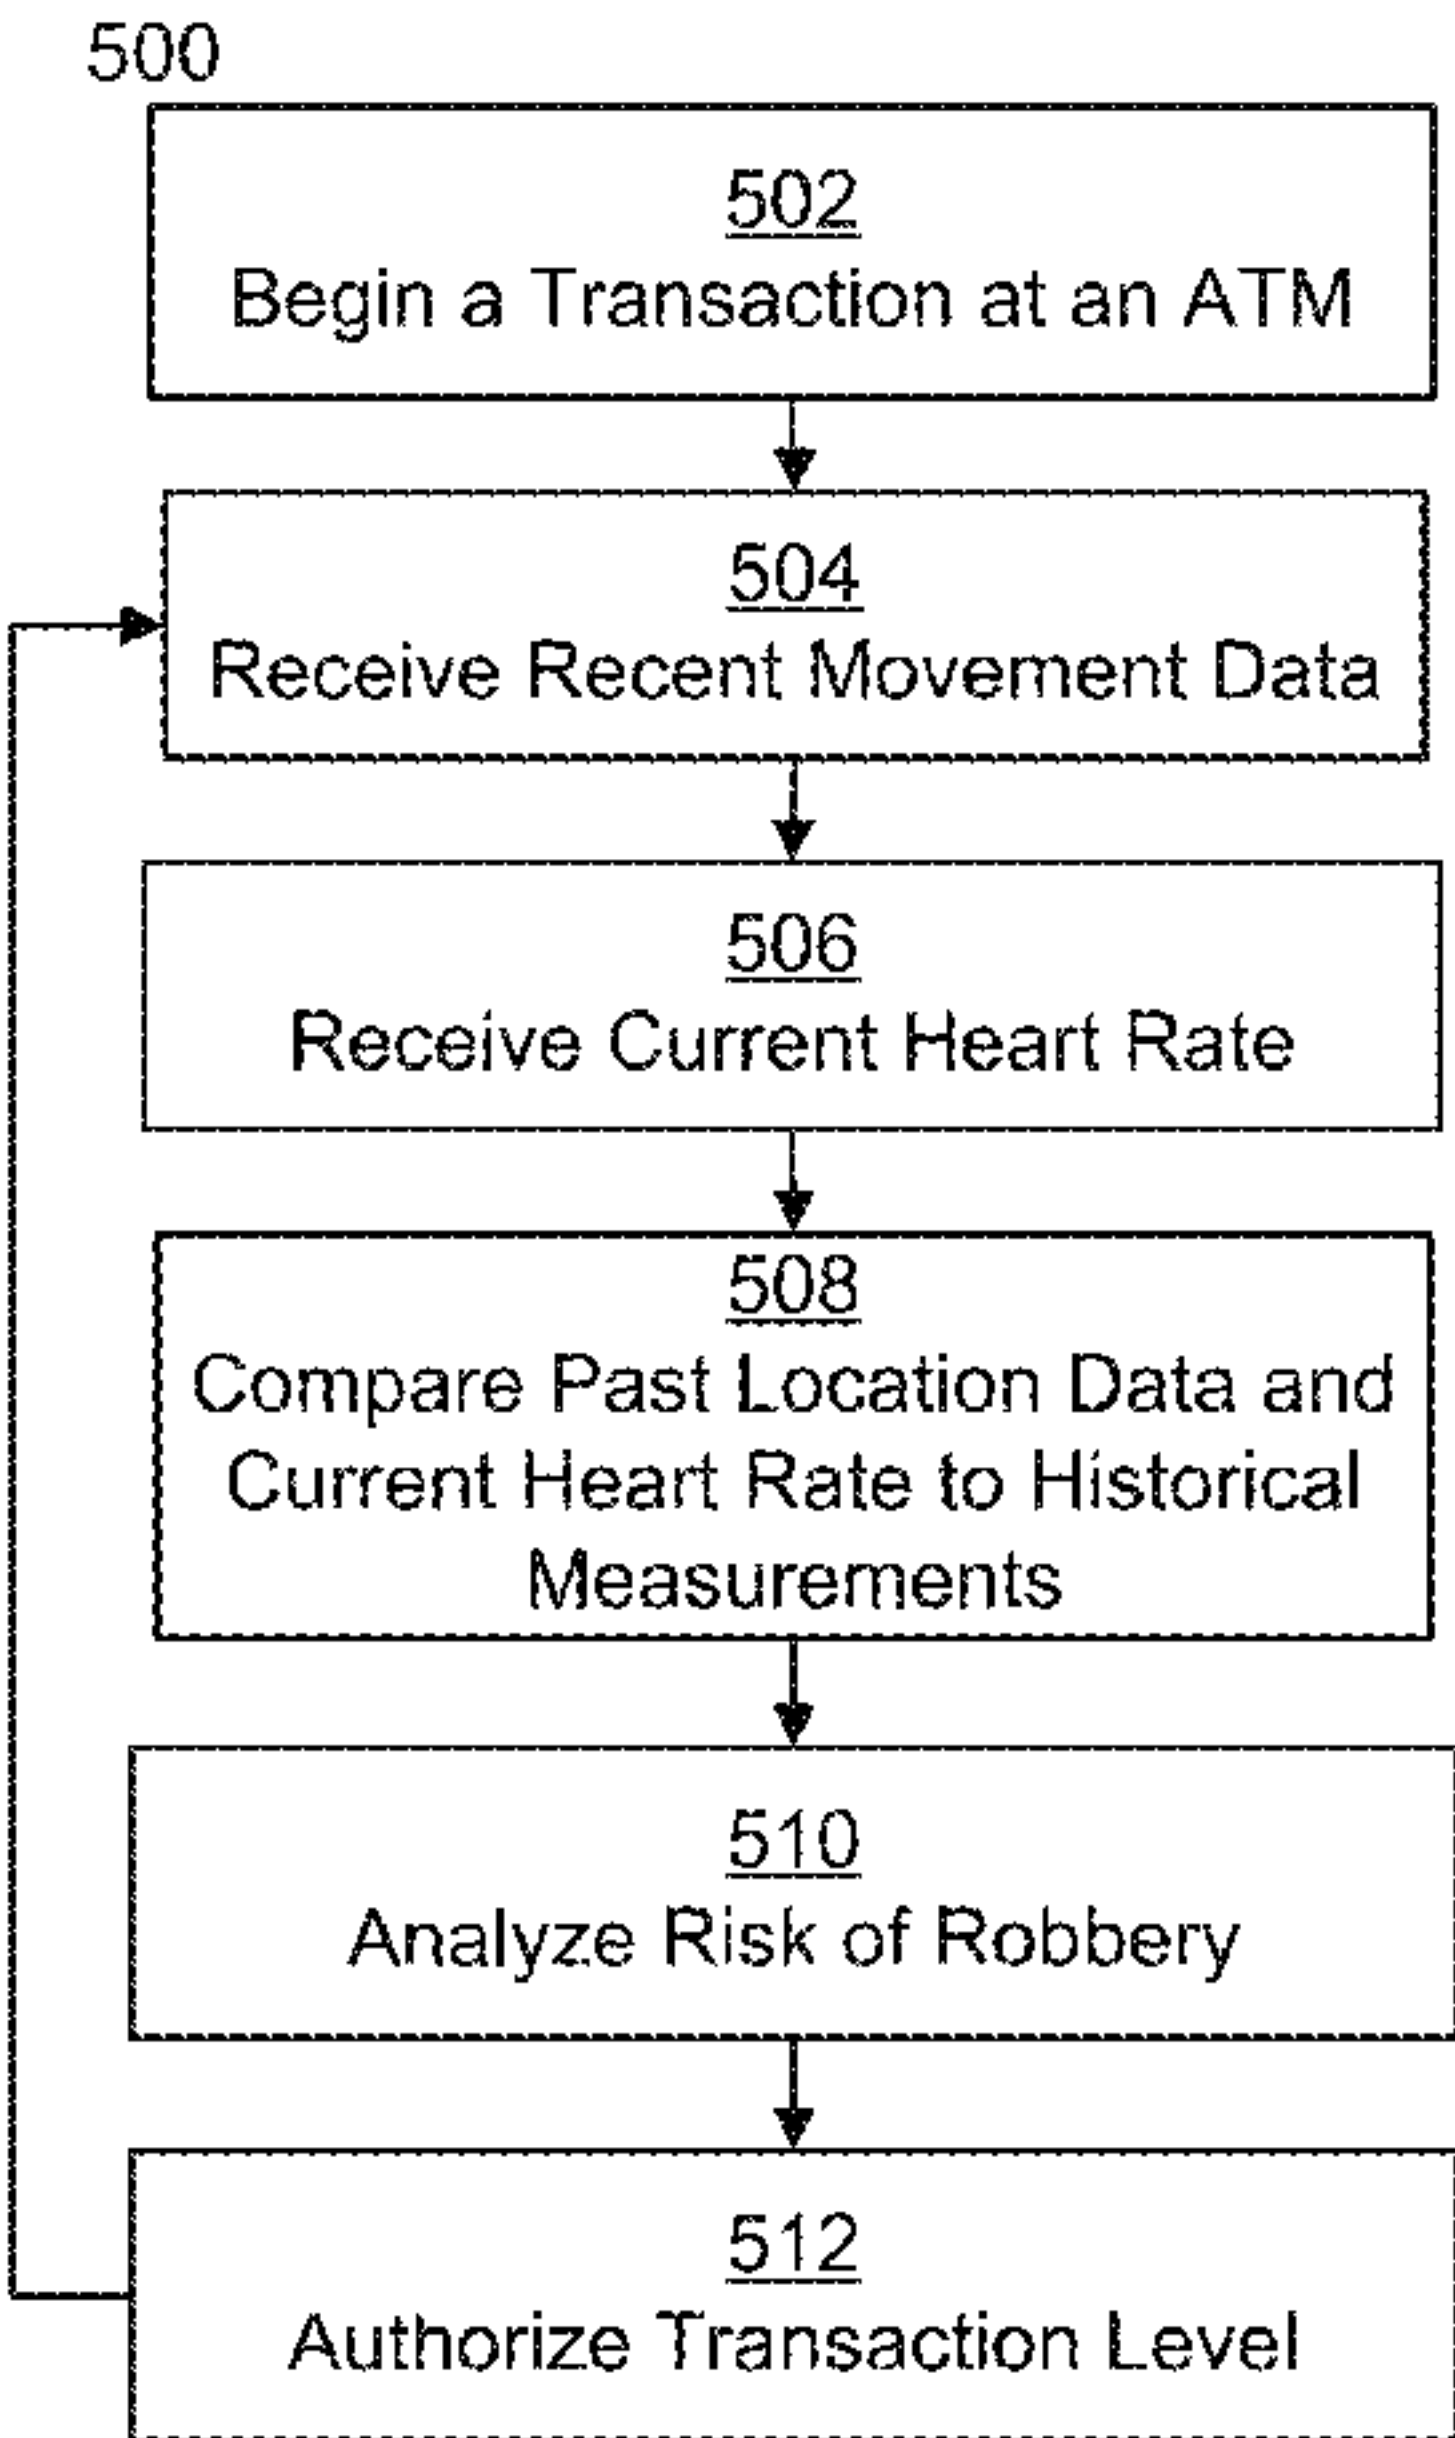 500
502
Begin a Transaction at an ATM
504
Receive Recent Movement Data
506
Receive Current Heart Rate
508
Compare Past Location Data and
Current Heart Rate to Historical
Measurements
510
Analyze Risk of Robbery
512
Authorize Transaction Level